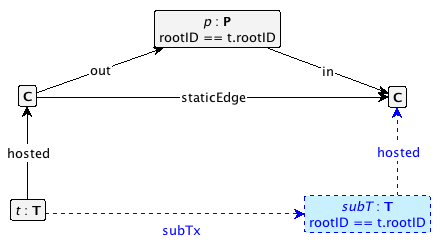 p : P
rootID == t.rootID
out
in
C
staticEdge
C
hosted
hosted
t : T
subT : T
rootID == t.rootID
subTx